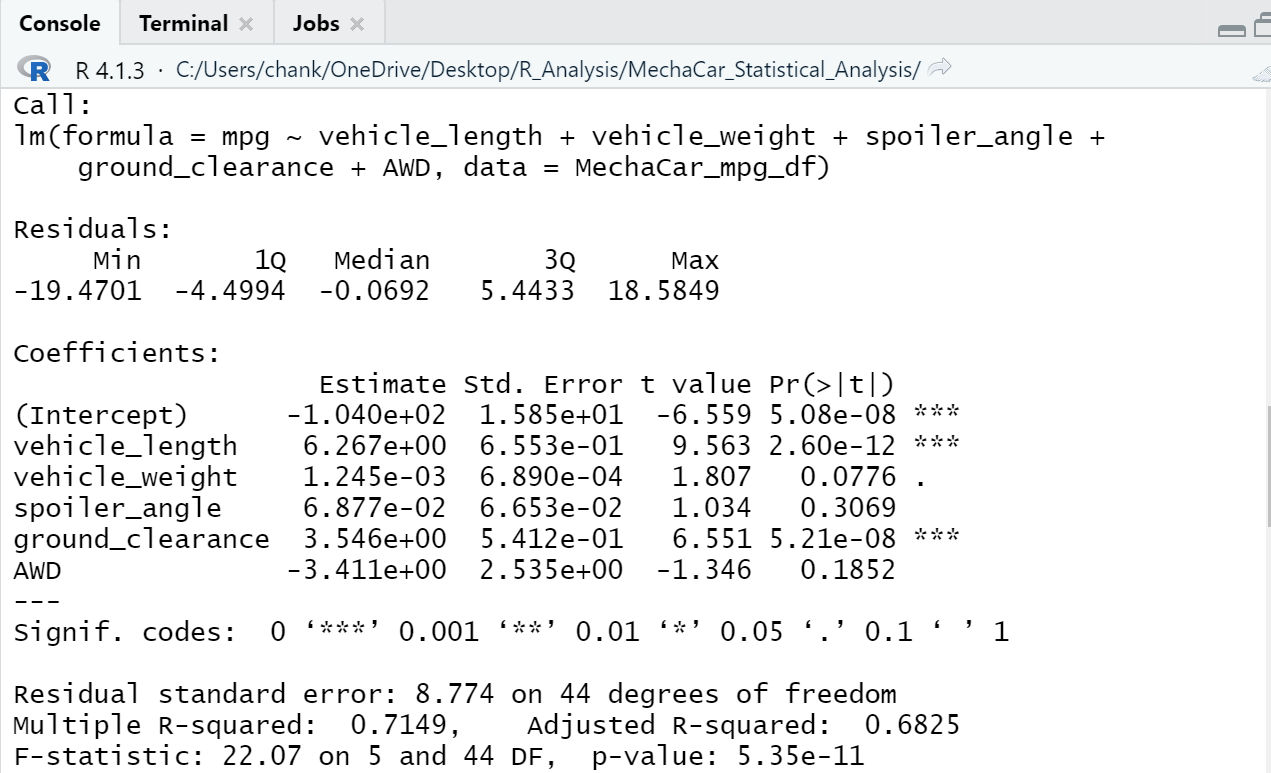 Console Terminal Jobs
R R 4.1.3 · C:/Users/chank/OneDrive/Desktop/R_Analysis/MechaCar_Statistical_Analysis/
Call:
lm(formula = mpg ~ vehicle_length + vehicle_weight + spoiler_angle +
    ground_clearance + AWD, data = MechaCar_mpg_df)
Residuals:
     Min       1Q   Median       3Q      Max
-19.4701  -4.4994  -0.0692   5.4433  18.5849
Coefficients:
                   Estimate Std. Error t value Pr(>|t|)
(Intercept)      -1.040e+02  1.585e+01  -6.559 5.08e-08 ***
vehicle_length    6.267e+00  6.553e-01   9.563 2.60e-12 ***
vehicle_weight    1.245e-03  6.890e-04   1.807   0.0776 .
spoiler_angle     6.877e-02  6.653e-02   1.034   0.3069
ground_clearance  3.546e+00  5.412e-01   6.551 5.21e-08 ***
AWD              -3.411e+00  2.535e+00  -1.346   0.1852
---
Signif. codes:  0 ‘***’ 0.001 ‘**’ 0.01 ‘*’ 0.05 ‘.’ 0.1 ‘ ’ 1
Residual standard error: 8.774 on 44 degrees of freedom
Multiple R-squared:  0.7149,    Adjusted R-squared:  0.6825
F-statistic: 22.07 on 5 and 44 DF,  p-value: 5.35e-11